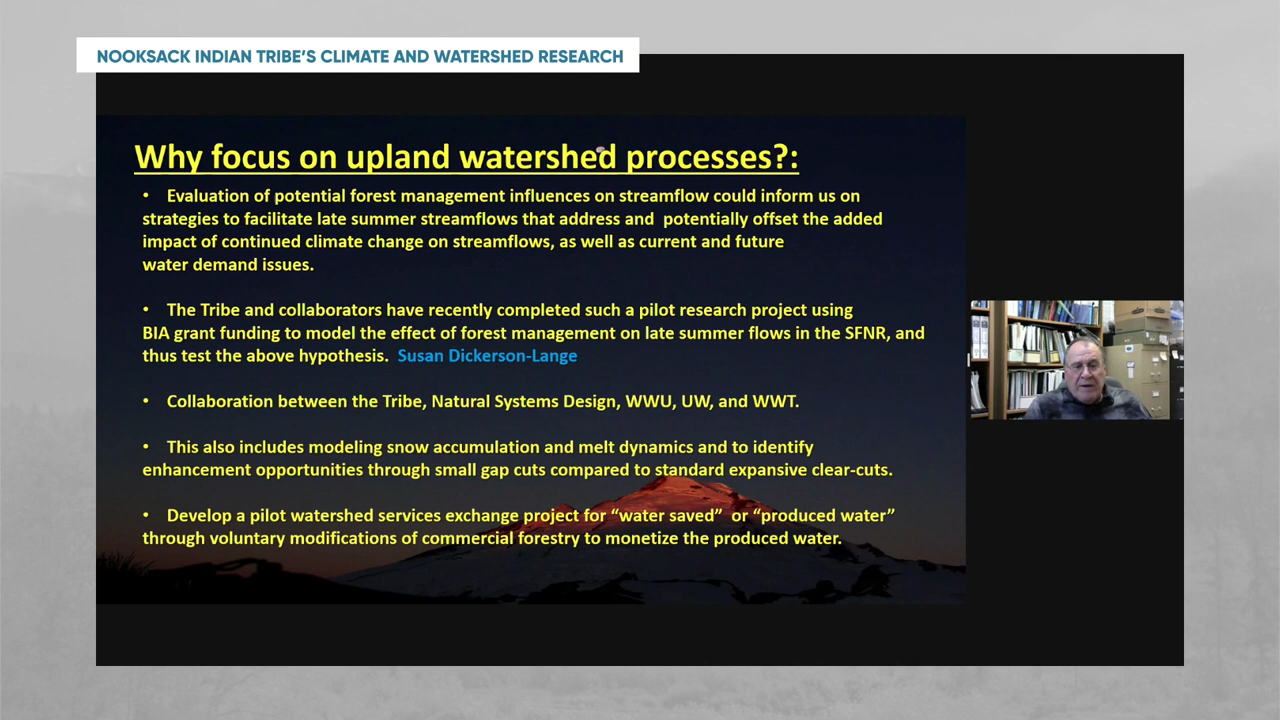 NOOKSACK INDIAN TRIBE'S CLIMATE AND WATERSHED RESEARCH
Why focus on upland watershed processes?:
• Evaluation of potential forest management influences on streamflow could inform us on
strategies to facilitate late summer streamflows that address and potentially offset the added
impact of continued climate change on streamflows, as well as current and future
water demand issues.
• The Tribe and collaborators have recently completed such a pilot research project using
BIA grant funding to model the effect of forest management on late summer flows in the SFNR, and
thus test the above hypothesis. Susan Dickerson-Lange
• Collaboration between the Tribe, Natural Systems Design, WWU, UW, and WWT.
• This also includes modeling snow accumulation and melt dynamics and to identify
enhancement opportunities through small gap cuts compared to standard expansive clear-cuts.
• Develop a pilot watershed services exchange project for “water saved” or “produced water”
through voluntary modifications of commercial forestry to monetize the produced water.